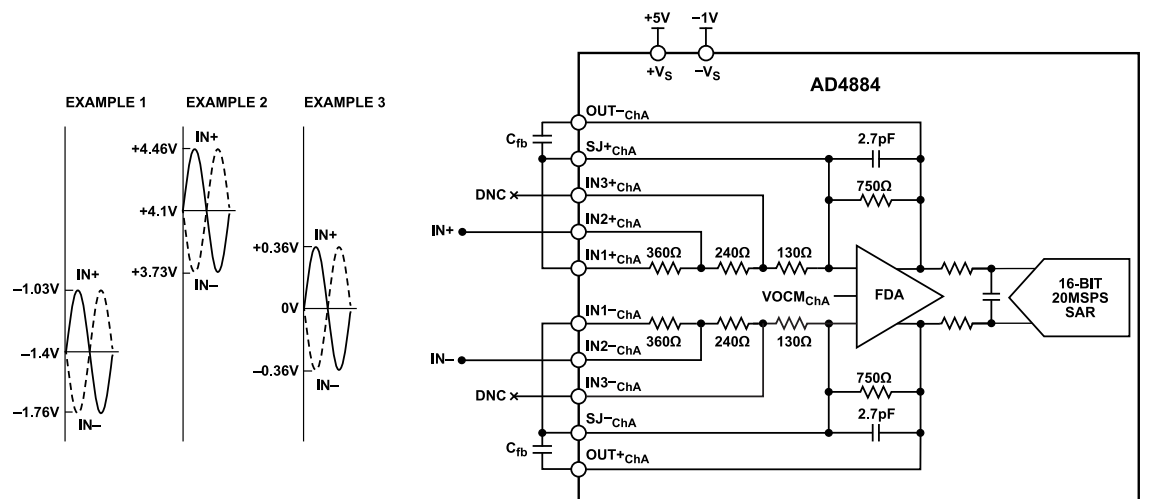 +5V
−1V
+VS
−VS
AD4884
EXAMPLE 1
EXAMPLE 2
EXAMPLE 3
−1.03V
−1.4V
−1.76V
IN+
IN−
+4.46V
+4.1V
+3.73V
IN+
IN−
+0.36V
0V
−0.36V
IN+
IN−
Cfb
DNC
IN+
IN−
DNC
Cfb
OUT−ChA
SJ+ChA
IN3+ChA
IN2+ChA
IN1+ChA
IN1−ChA
IN2−ChA
IN3−ChA
SJ−ChA
OUT+ChA
2.7pF
750Ω
360Ω
240Ω
130Ω
VOCMChA
FDA
16-BIT
20MSPS
SAR
360Ω
240Ω
130Ω
750Ω
2.7pF